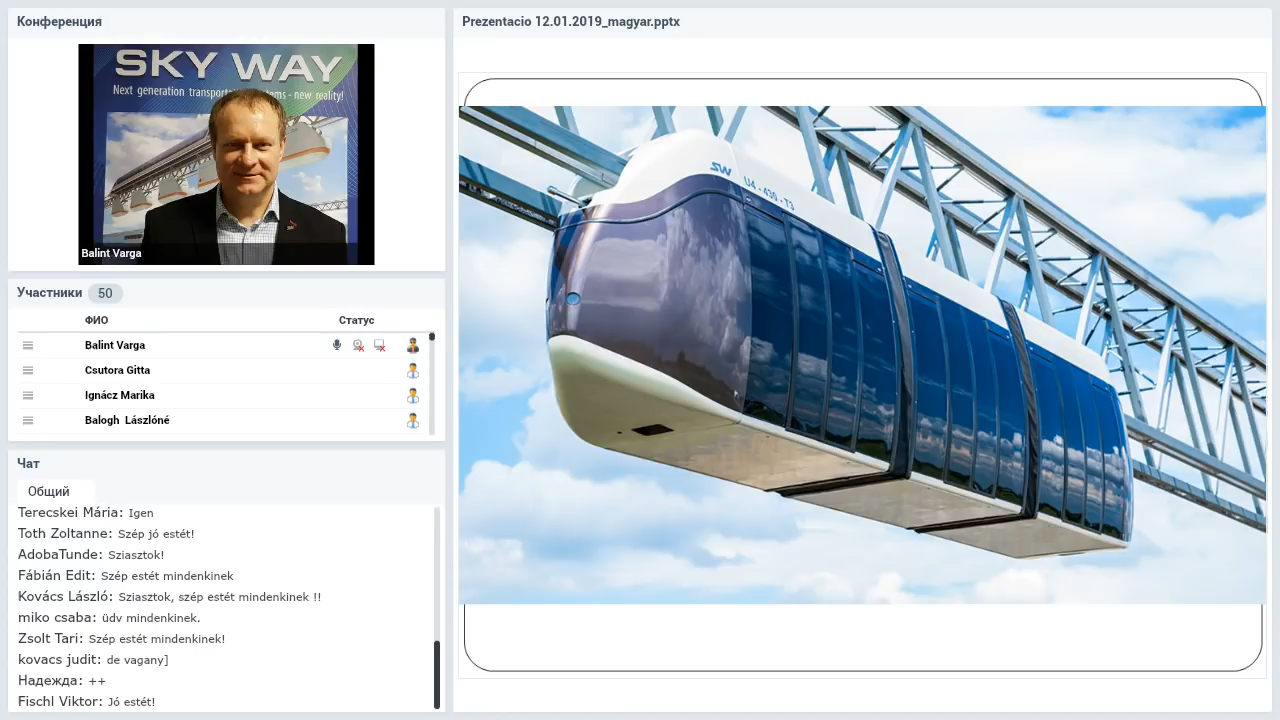 Конференция
SKY WAY
Next generation transport ems - new reality!
Balint Varga
Участники 50
ФИО Статус
Balint Varga
Csutora Gitta
Ignácz Marika
Balogh Lászlóné
Чат
Общий
Terecskei Mária: Igen
Toth Zoltanne: Szép jó estét!
AdobaTunde: Sziasztok!
Fábián Edit: Szép estét mindenkinek
Kovács László: Sziasztok, szép estét mindenkinek !!
miko csaba: üdv mindenkinek.
Zsolt Tari: Szép estét mindenkinek!
kovacs judit: de vagany]
Надежда: ++
Fischl Viktor: Jó estét!
Prezentacio 12.01.2019_magyar.pptx
SW U4-430-T3